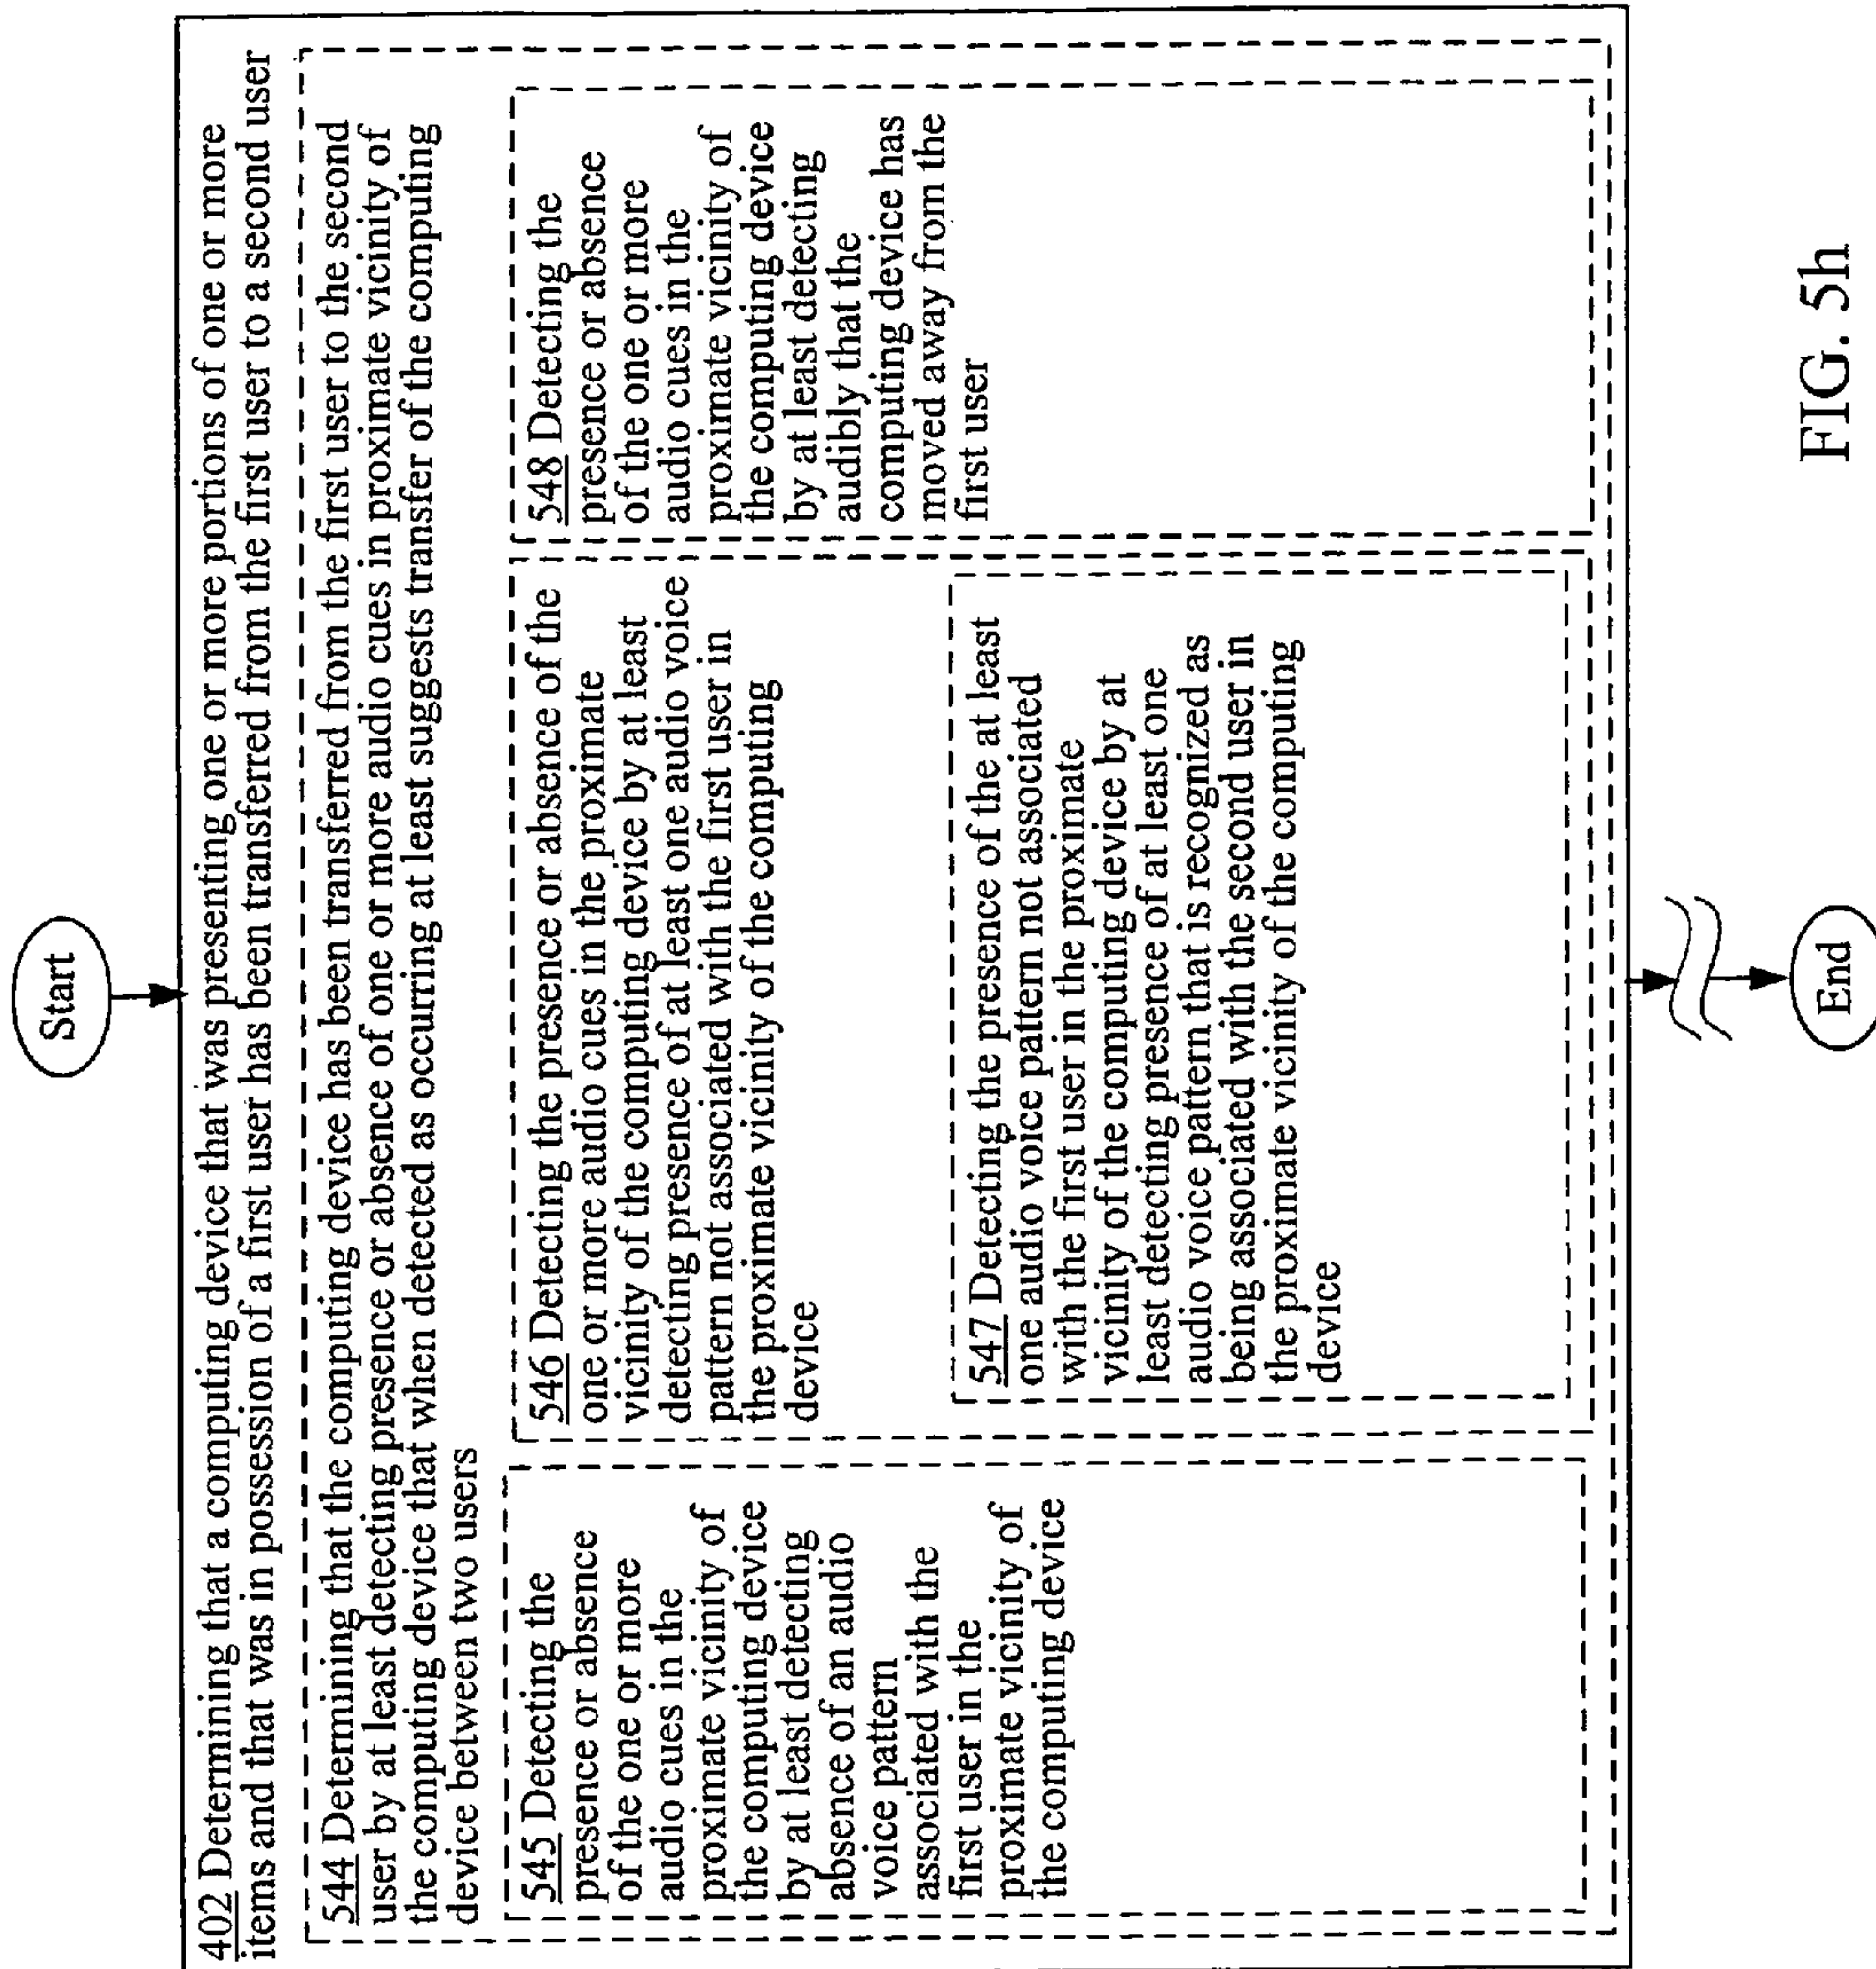 Start
402 Determining that a computing device that was presenting one or more portions of one or more
items and that was in possession of a first user has been transferred from the first user to a second user
544 Determining that the computing device has been transferred from the first user to the second
user by at least detecting presence or absence of one or more audio cues in proximate vicinity of
the computing device that when detected as occurring at least suggests transfer of the computing
device between two users
545 Detecting the
presence or absence
of the one or more
audio cues in the
proximate vicinity of
the computing device
by at least detecting
absence of an audio
voice pattern
associated with the
first user in the
proximate vicinity of
the computing device
546 Detecting the presence or absence of the
one or more audio cues in the proximate
vicinity of the computing device by at least
detecting presence of at least one audio voice
pattern not associated with the first user in
the proximate vicinity of the computing
device
547 Detecting the presence of the at least
one audio voice pattern not associated
with the first user in the proximate
vicinity of the computing device by at
least detecting presence of at least one
audio voice pattern that is recognized as
being associated with the second user in
the proximate vicinity of the computing
device
548 Detecting the
presence or absence
of the one or more
audio cues in the
proximate vicinity of
the computing device
by at least detecting
audibly that the
computing device has
moved away from the
first user
End
FIG. 5h